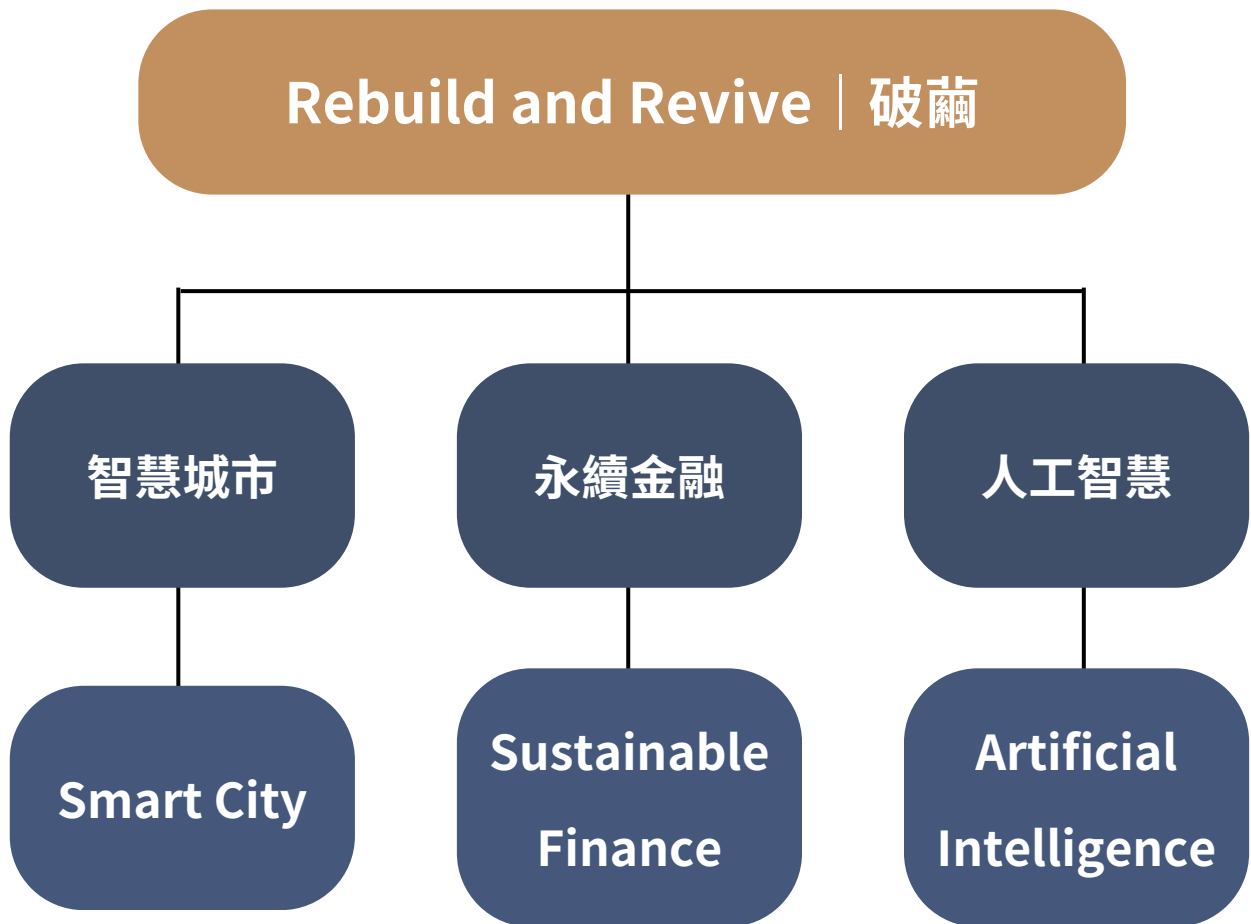 Rebuild and Revive｜破繭
智慧城市
永續金融
人工智慧
Smart City
Sustainable
Finance
Artificial
Intelligence